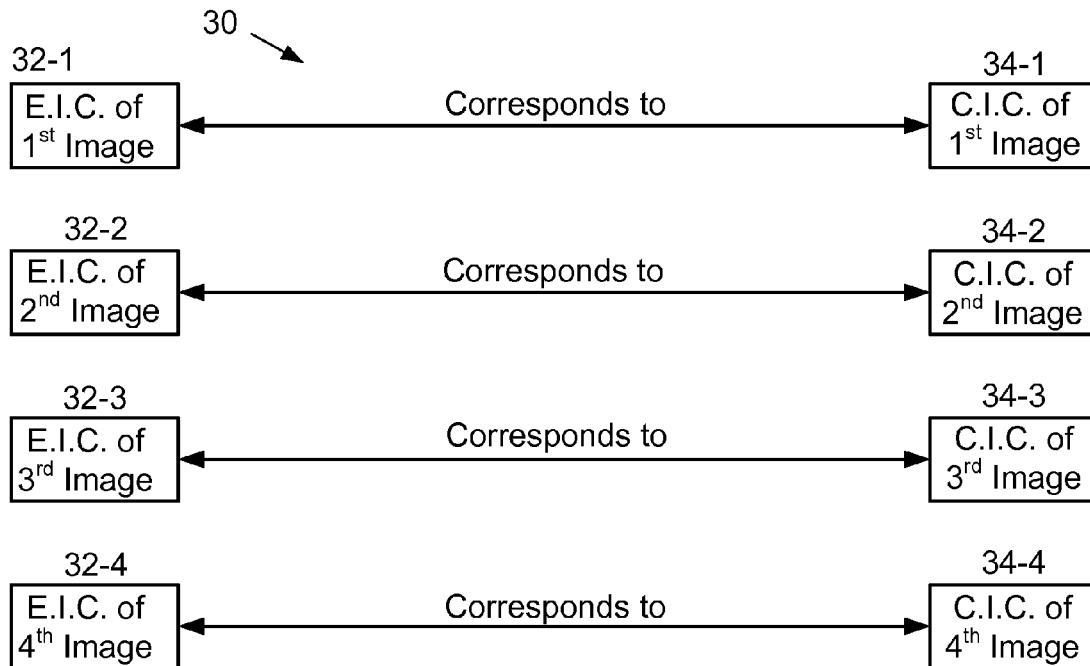 30
32-1
34-1
E.I.C. of
1st Image
Corresponds to
C.I.C. of
1st Image
32-2
34-2
E.I.C. of
2nd Image
Corresponds to
C.I.C. of
2nd Image
32-3
34-3
E.I.C. of
3rd Image
Corresponds to
C.I.C. of
3rd Image
32-4
34-4
E.I.C. of
4th Image
Corresponds to
C.I.C. of
4th Image